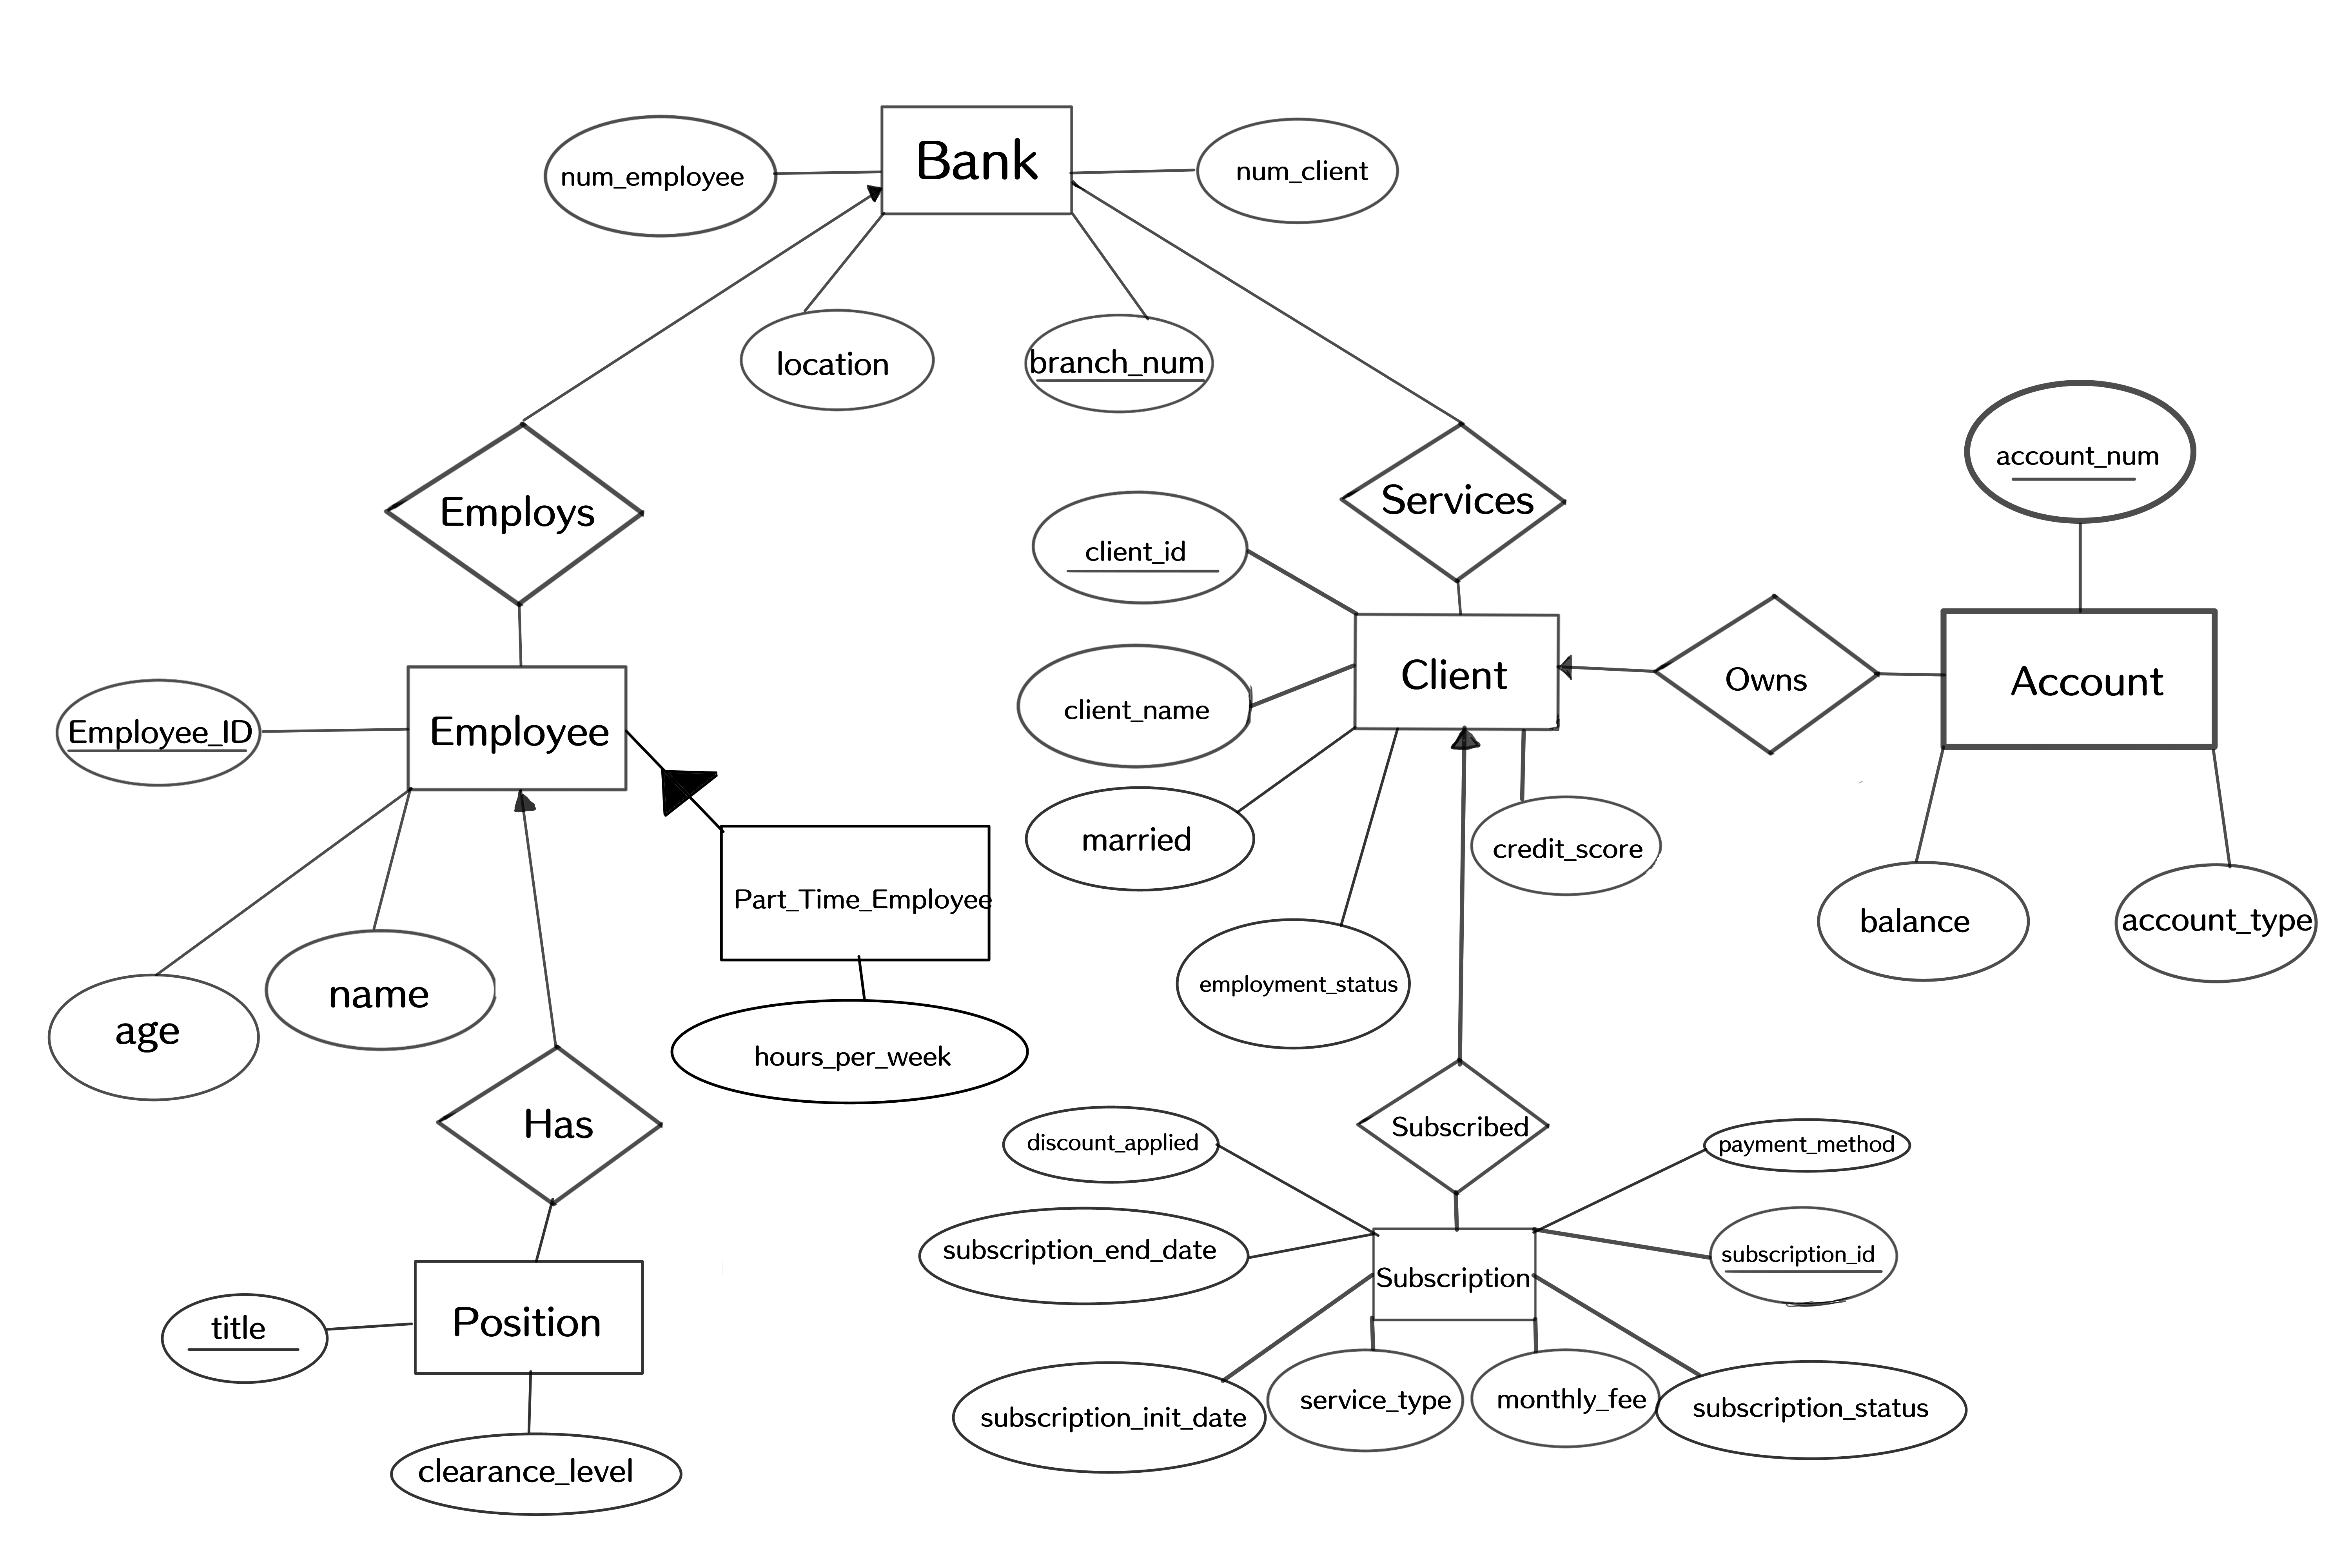 Bank
num_employee
num_client
location
branch_num
account_num
Employs
Services
client_id
Client
Owns
Account
client_name
Employee_ID
Employee
married
credit_score
Part_Time_Employee
balance
account_type
employment_status
name
age
hours_per_week
Has
Subscribed
discount_applied
payment_method
subscription_end_date
subscription_id
Subscription
title
Position
subscription_init_date
service_type
monthly_fee
subscription_status
clearance_level